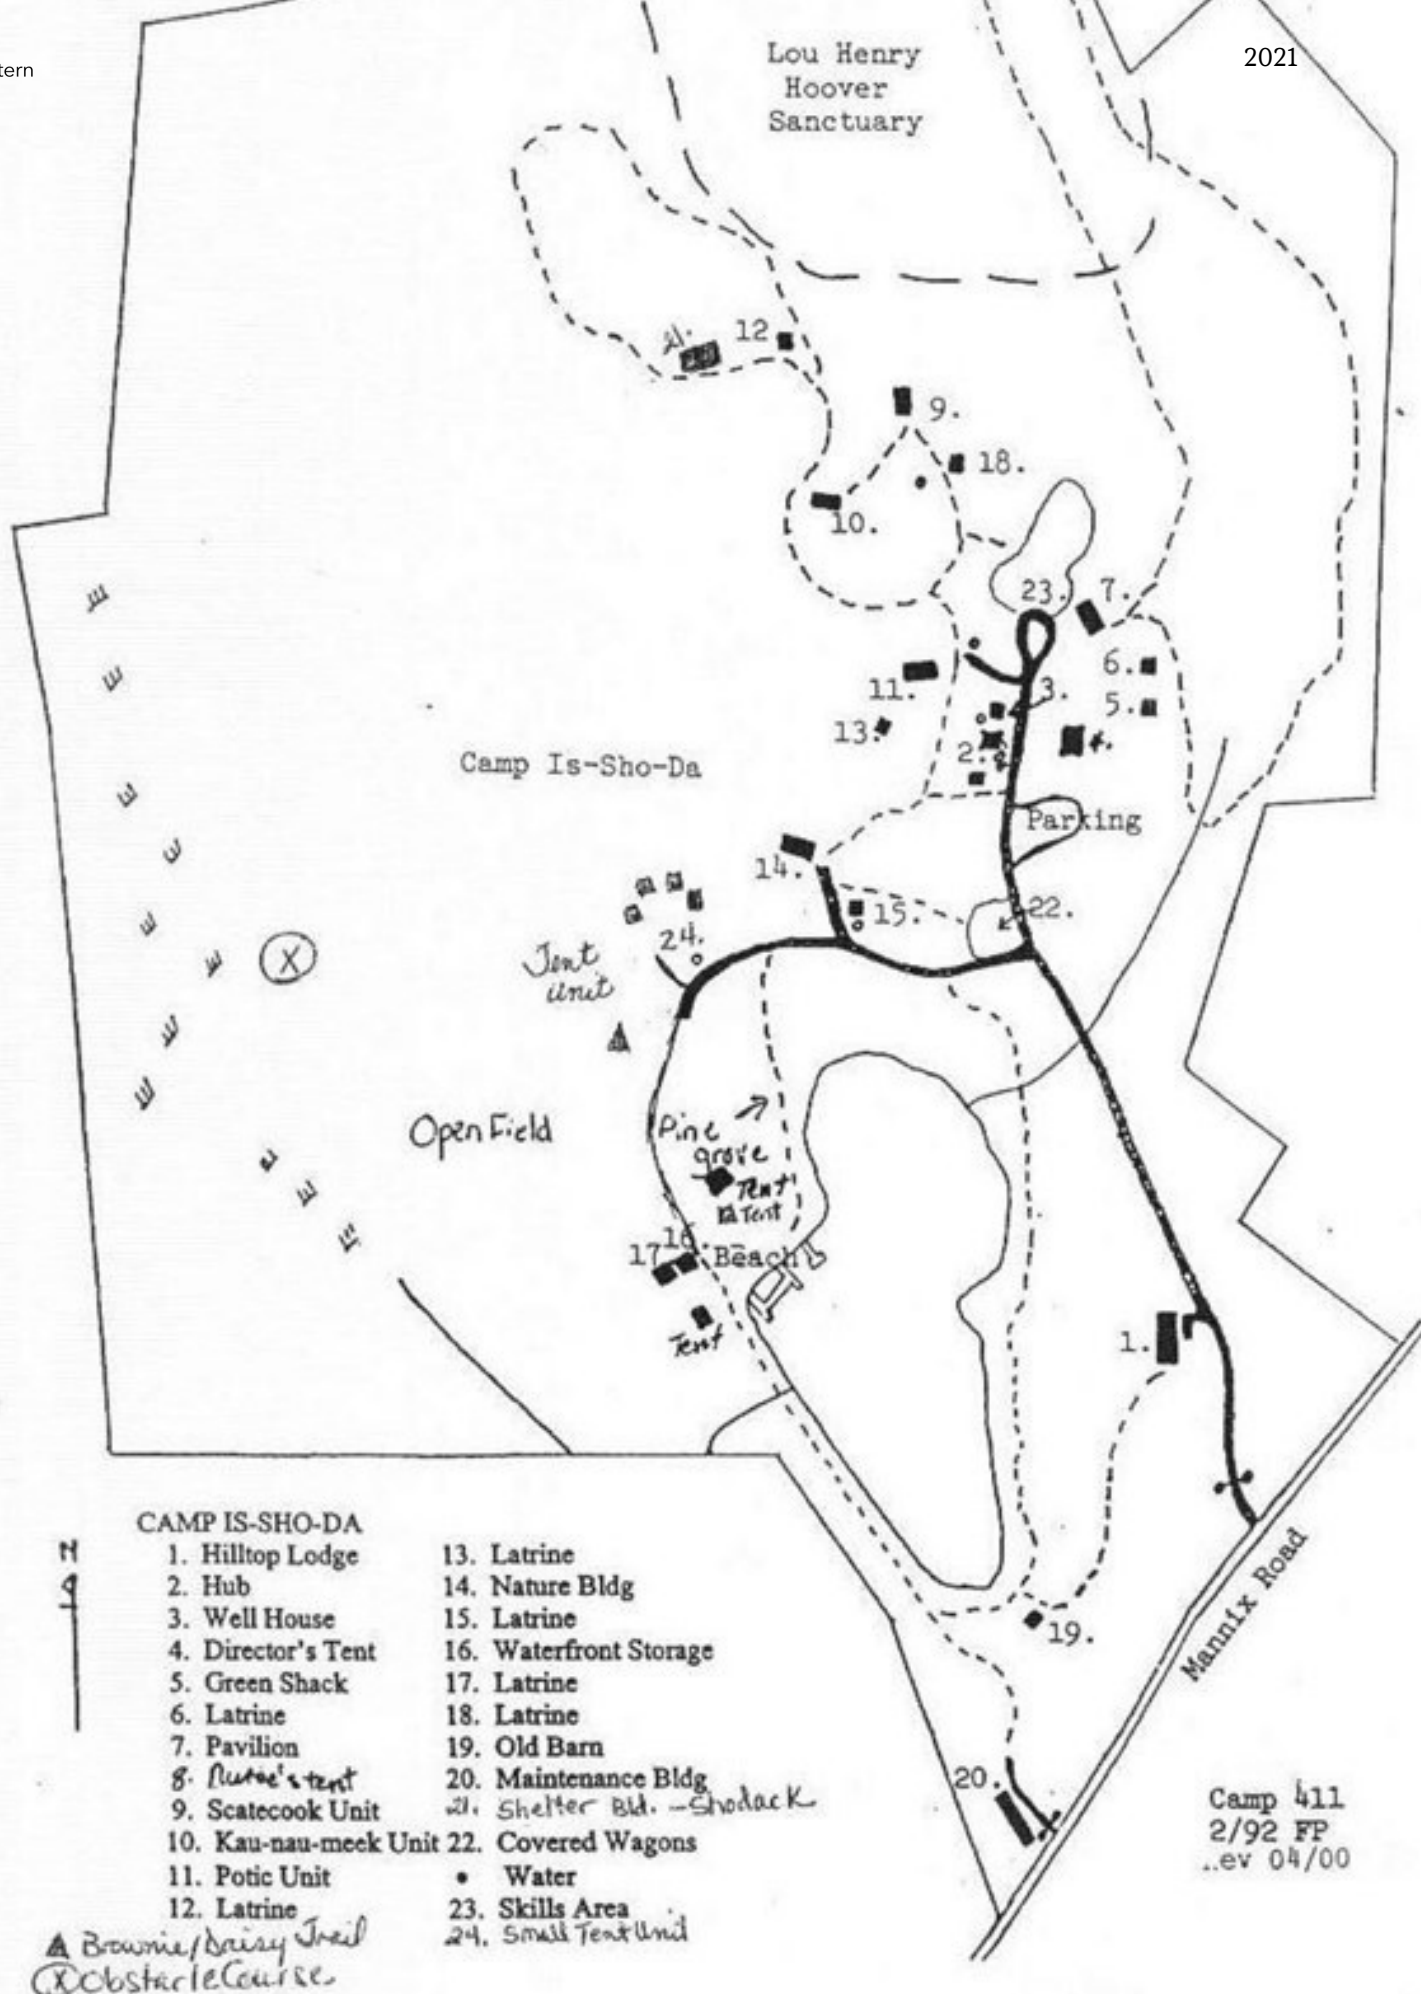 tern
2021
Lou Henry
Hoover
Sanctuary
21.
12
9.
18.
10.
23.
7.
6.
11.
3.
5.
13.
2.
4.
Camp Is-Sho-Da
Parking
14.
15.
22.
24.
Tent
Unit
Open Field
Pine
grove
Tent
Tent
16.
17
Beach
Tent
1.
19.
20.
Mannix Road
N
CAMP IS-SHO-DA
1. Hilltop Lodge
2. Hub
3. Well House
4. Director's Tent
5. Green Shack
6. Latrine
7. Pavilion
8. Nurse's tent
9. Scatecook Unit
10. Kau-nau-meek Unit
11. Potic Unit
12. Latrine
13. Latrine
14. Nature Bldg
15. Latrine
16. Waterfront Storage
17. Latrine
18. Latrine
19. Old Barn
20. Maintenance Bldg
21. Shelter Bld. - Shodack
22. Covered Wagons
• Water
23. Skills Area
24. Small Tent Unit
Brownie/Daisy Trail
X Obstacle Course
Camp 411
2/92 FP
ev 04/00